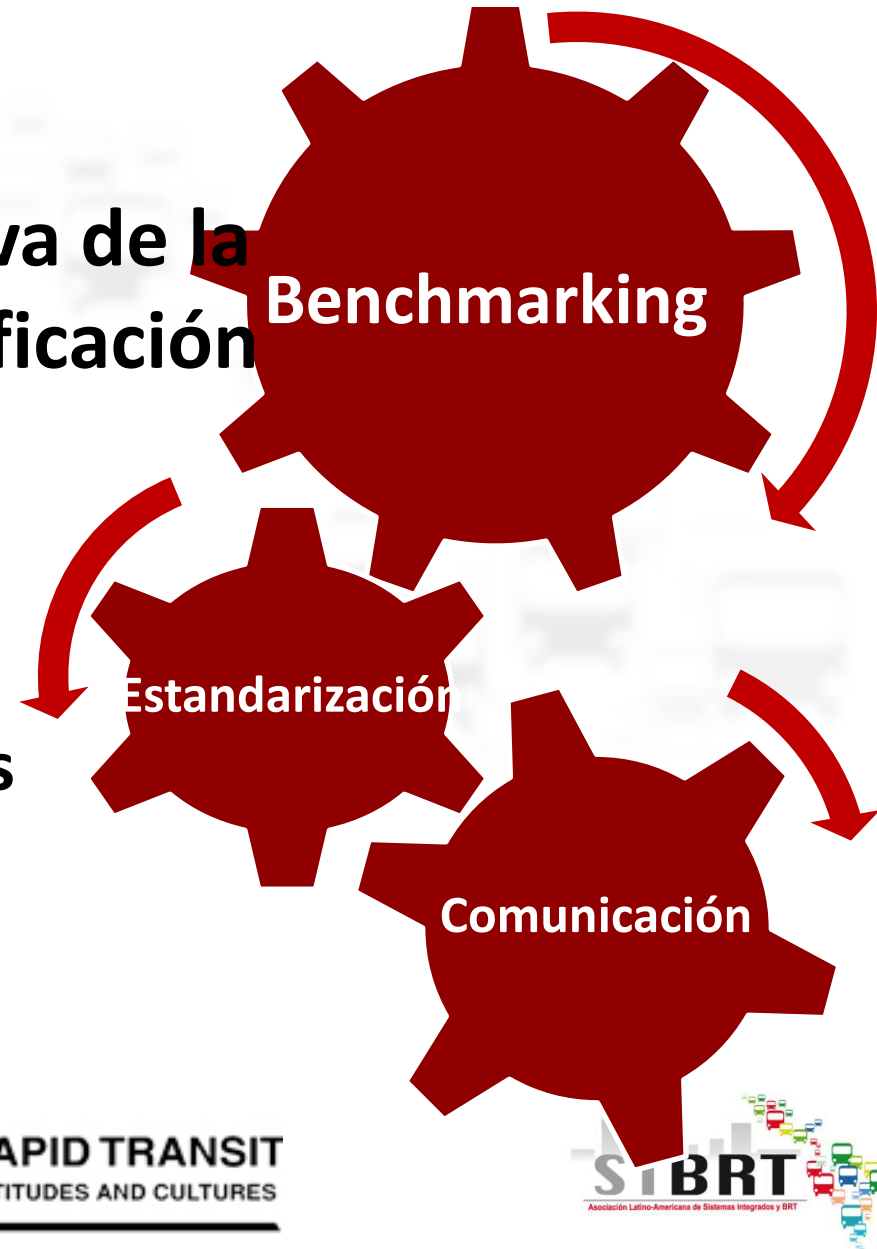 va de la
ficación
Benchmarking
Estandarización
s
Comunicación
APID TRANSIT
TITUDES AND CULTURES
SIBRT
Asociación Latino-Americana de Sistemas Integrados y BRT